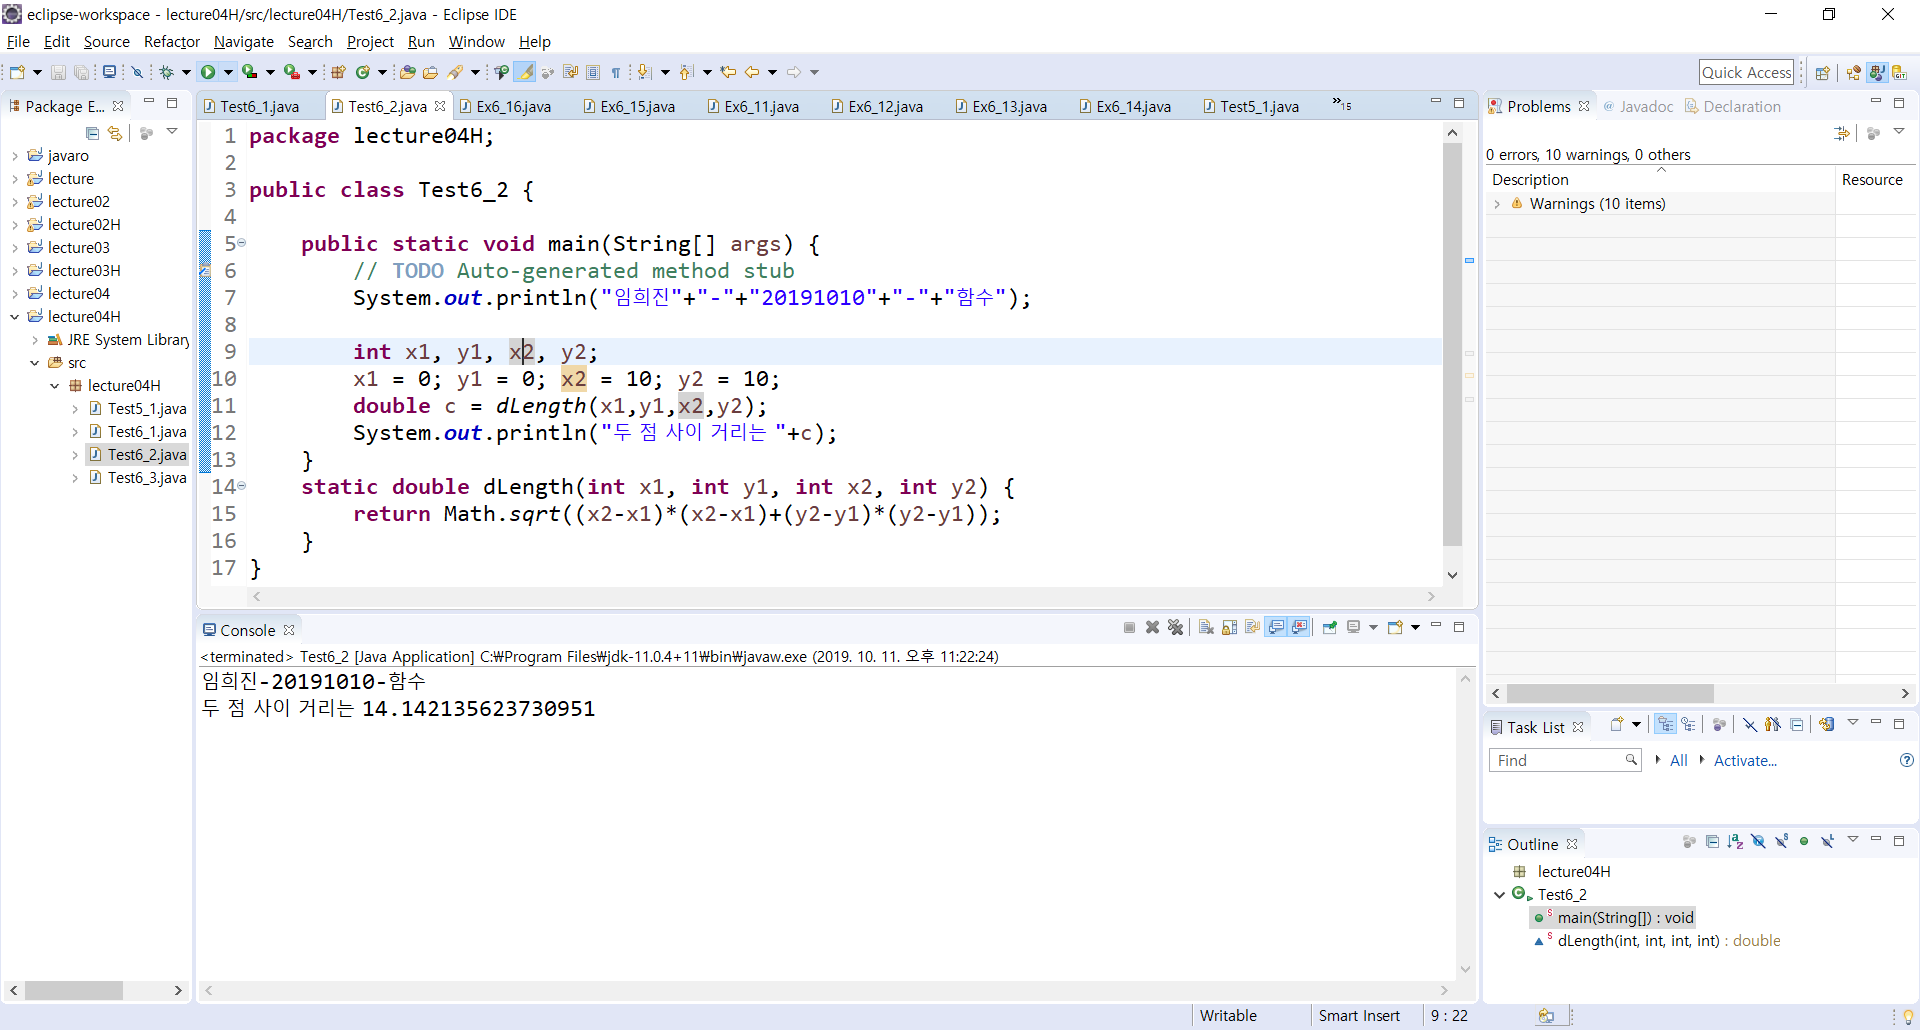 eclipse-workspace - lecture04H/src/lecture04H/Test6_2.java - Eclipse IDE
File Edit Source Refactor Navigate Search Project Run Window Help
Quick Access
Package E...
javaro
lecture
lecture02
lecture02H
lecture03
lecture03H
lecture04
lecture04H
JRE System Library
src
lecture04H
Test5_1.java
Test6_1.java
Test6_2.java
Test6_3.java
Test6_1.java Test6_2.java Ex6_16.java Ex6_15.java Ex6_11.java Ex6_12.java Ex6_13.java Ex6_14.java Test5_1.java »15
1 package lecture04H;
2
3 public class Test6_2 {
4
5 public static void main(String[] args) {
6 // TODO Auto-generated method stub
7 System.out.println("임희진"+"-"+"20191010"+"-"+"함수");
8
9 int x1, y1, x2, y2;
10 x1 = 0; y1 = 0; x2 = 10; y2 = 10;
11 double c = dLength(x1,y1,x2,y2);
12 System.out.println("두 점 사이 거리는 "+c);
13 }
14 static double dLength(int x1, int y1, int x2, int y2) {
15 return Math.sqrt((x2-x1)*(x2-x1)+(y2-y1)*(y2-y1));
16 }
17 }
Console
<terminated> Test6_2 [Java Application] C:₩Program Files₩jdk-11.0.4+11₩bin₩javaw.exe (2019. 10. 11. 오후 11:22:24)
임희진-20191010-함수
두 점 사이 거리는 14.142135623730951
Problems @ Javadoc Declaration
0 errors, 10 warnings, 0 others
Description Resource
Warnings (10 items)
Task List
Find All Activate...
Outline
lecture04H
Test6_2
main(String[]) : void
dLength(int, int, int, int) : double
Writable Smart Insert 9 : 22